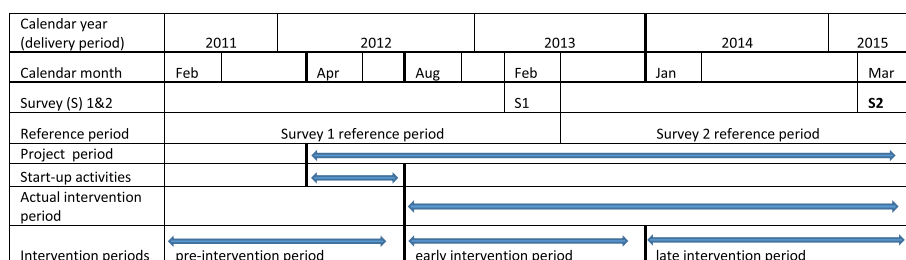 Calendar year
(delivery period) 2011 2012 2013 2014 2015
Calendar month Feb Apr Aug Feb Jan Mar
Survey (S) 1&2 S1 S2
Reference period Survey 1 reference period Survey 2 reference period
Project period
Start-up activities
Actual intervention
period
Intervention periods pre-intervention period early intervention period late intervention period